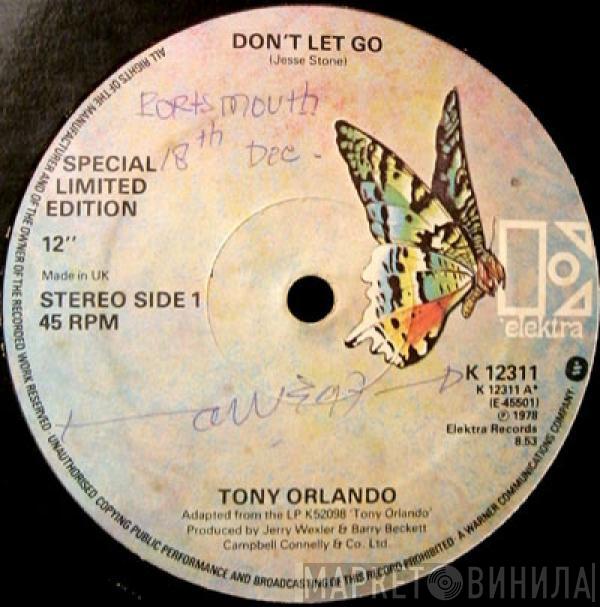 DON'T LET GO
(Jesse Stone)
Portsmouth
18th Dec.
SPECIAL
LIMITED
EDITION
12"
Made in UK
STEREO SIDE 1
45 RPM
elektra
K 12311
K 12311 A*
(E-45501)
℗ 1978
Elektra Records
8.53
TONY ORLANDO
Adapted from the LP K52098 'Tony Orlando'
Produced by Jerry Wexler & Barry Beckett
Campbell Connelly & Co. Ltd.
ALL RIGHTS OF THE MANUFACTURER AND OF THE OWNER OF THE RECORDED WORK RESERVED · UNAUTHORISED COPYING PUBLIC PERFORMANCE AND BROADCASTING OF THIS RECORD PROHIBITED · A WARNER COMMUNICATIONS COMPANY
МАРКЕТ ВИНИЛА